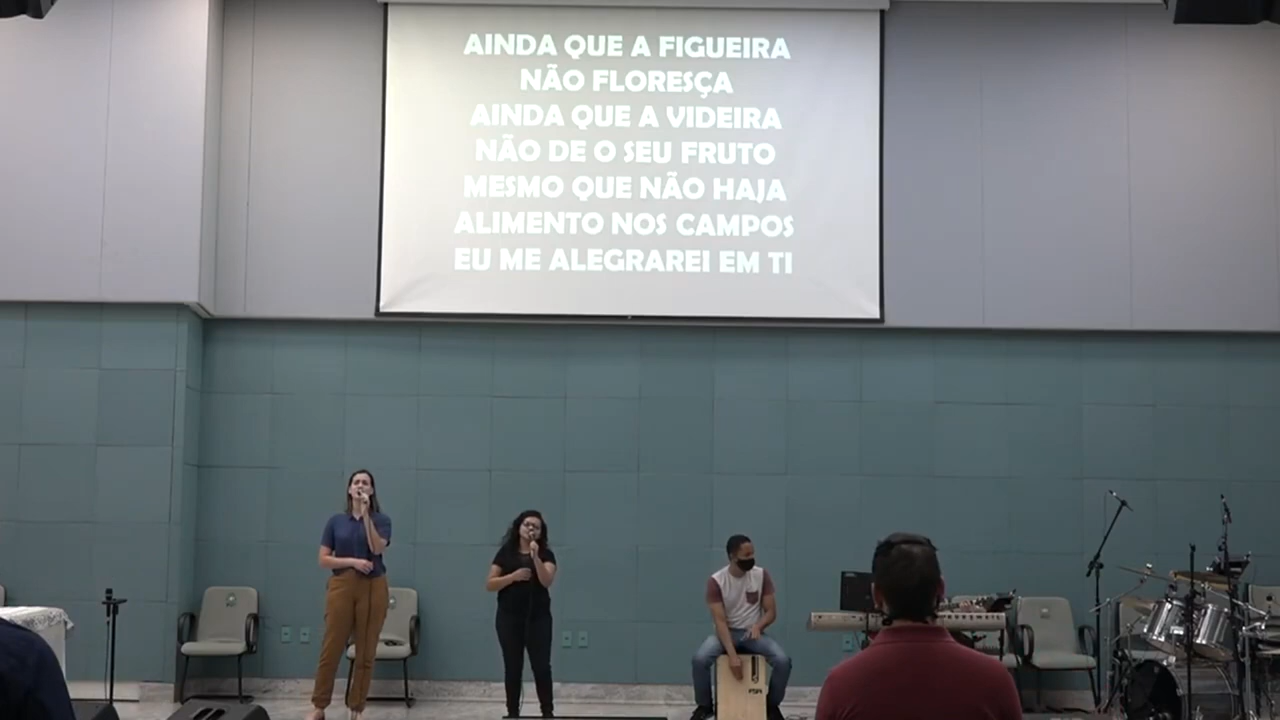 AINDA QUE A FIGUEIRA
NÃO FLORESÇA
AINDA QUE A VIDEIRA
NÃO DE O SEU FRUTO
MESMO QUE NÃO HAJA
ALIMENTO NOS CAMPOS
EU ME ALEGRAREI EM TI
FSA